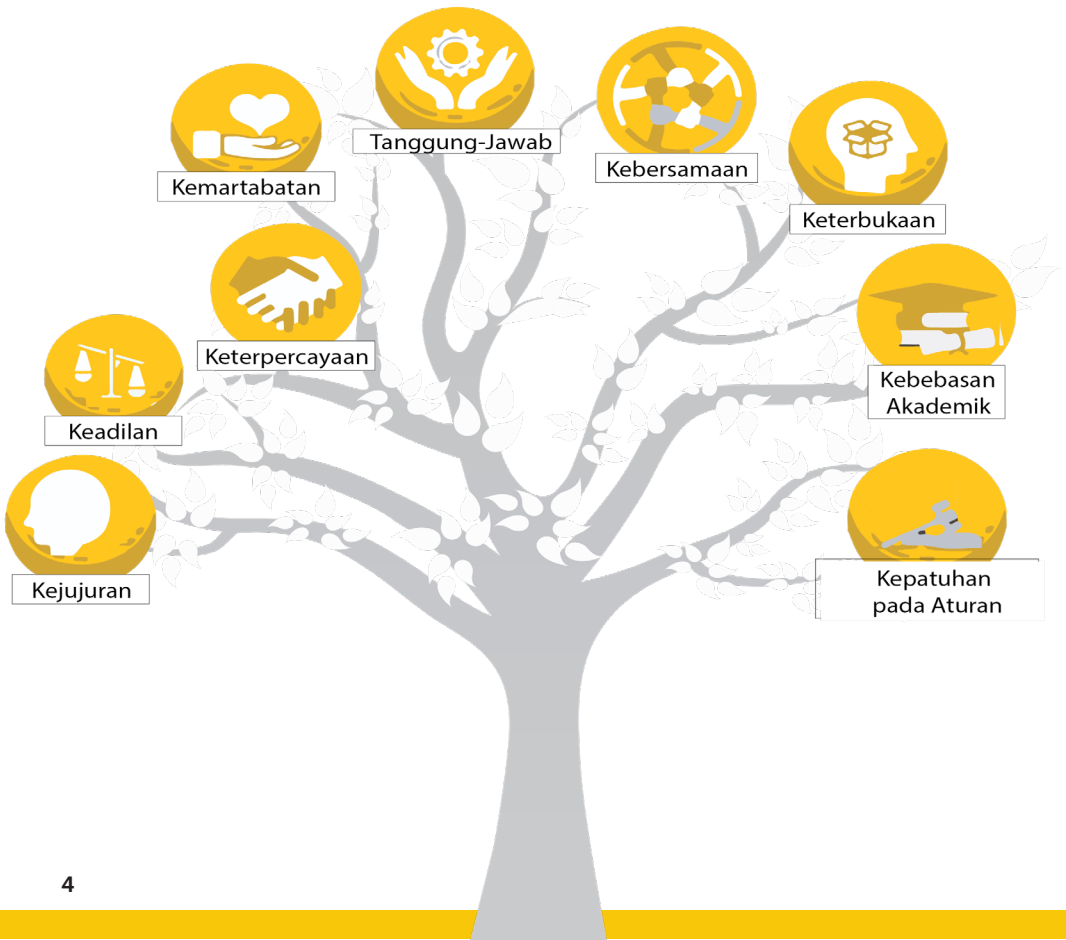 Tanggung-Jawab
Kebersamaan
Kemartabatan
Keterbukaan
Keterpercayaan
Kebebasan
Akademik
Keadilan
Kejujuran
Kepatuhan
pada Aturan
4